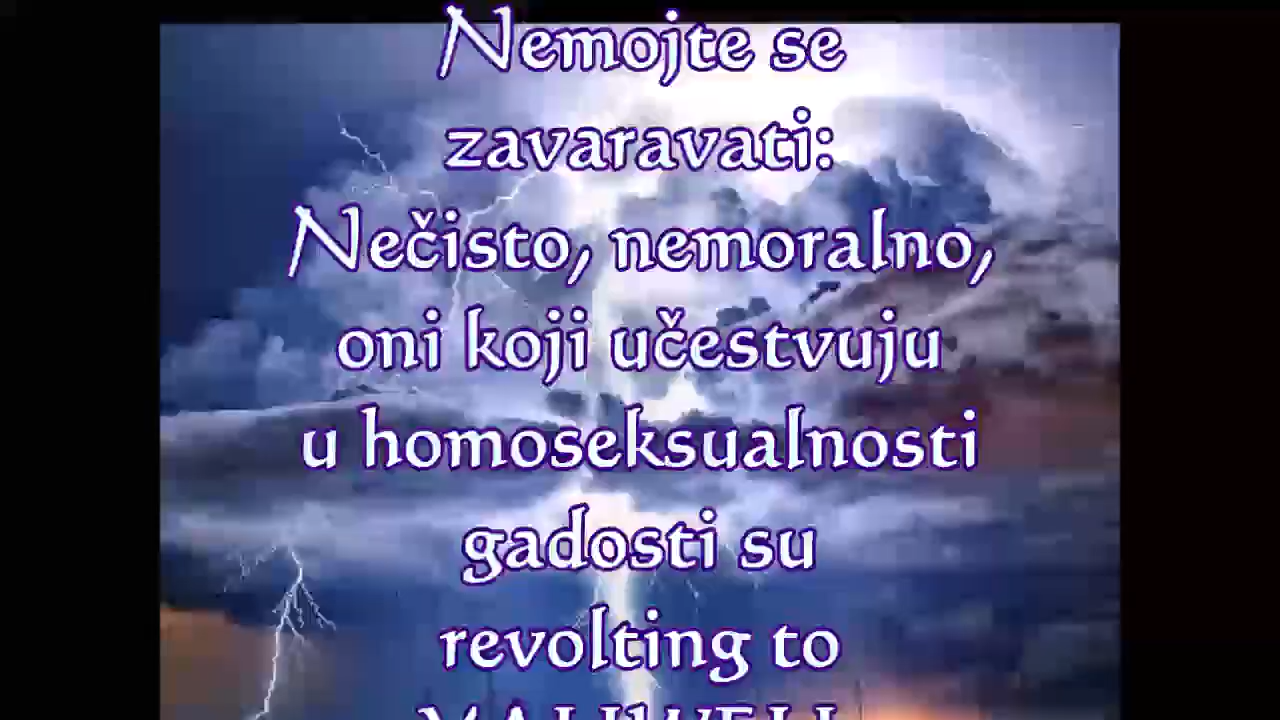 Nemojte se
zavaravati:
Nečisto, nemoralno,
oni koji učestvuju
u homoseksualnosti
gadosti su
revolting to